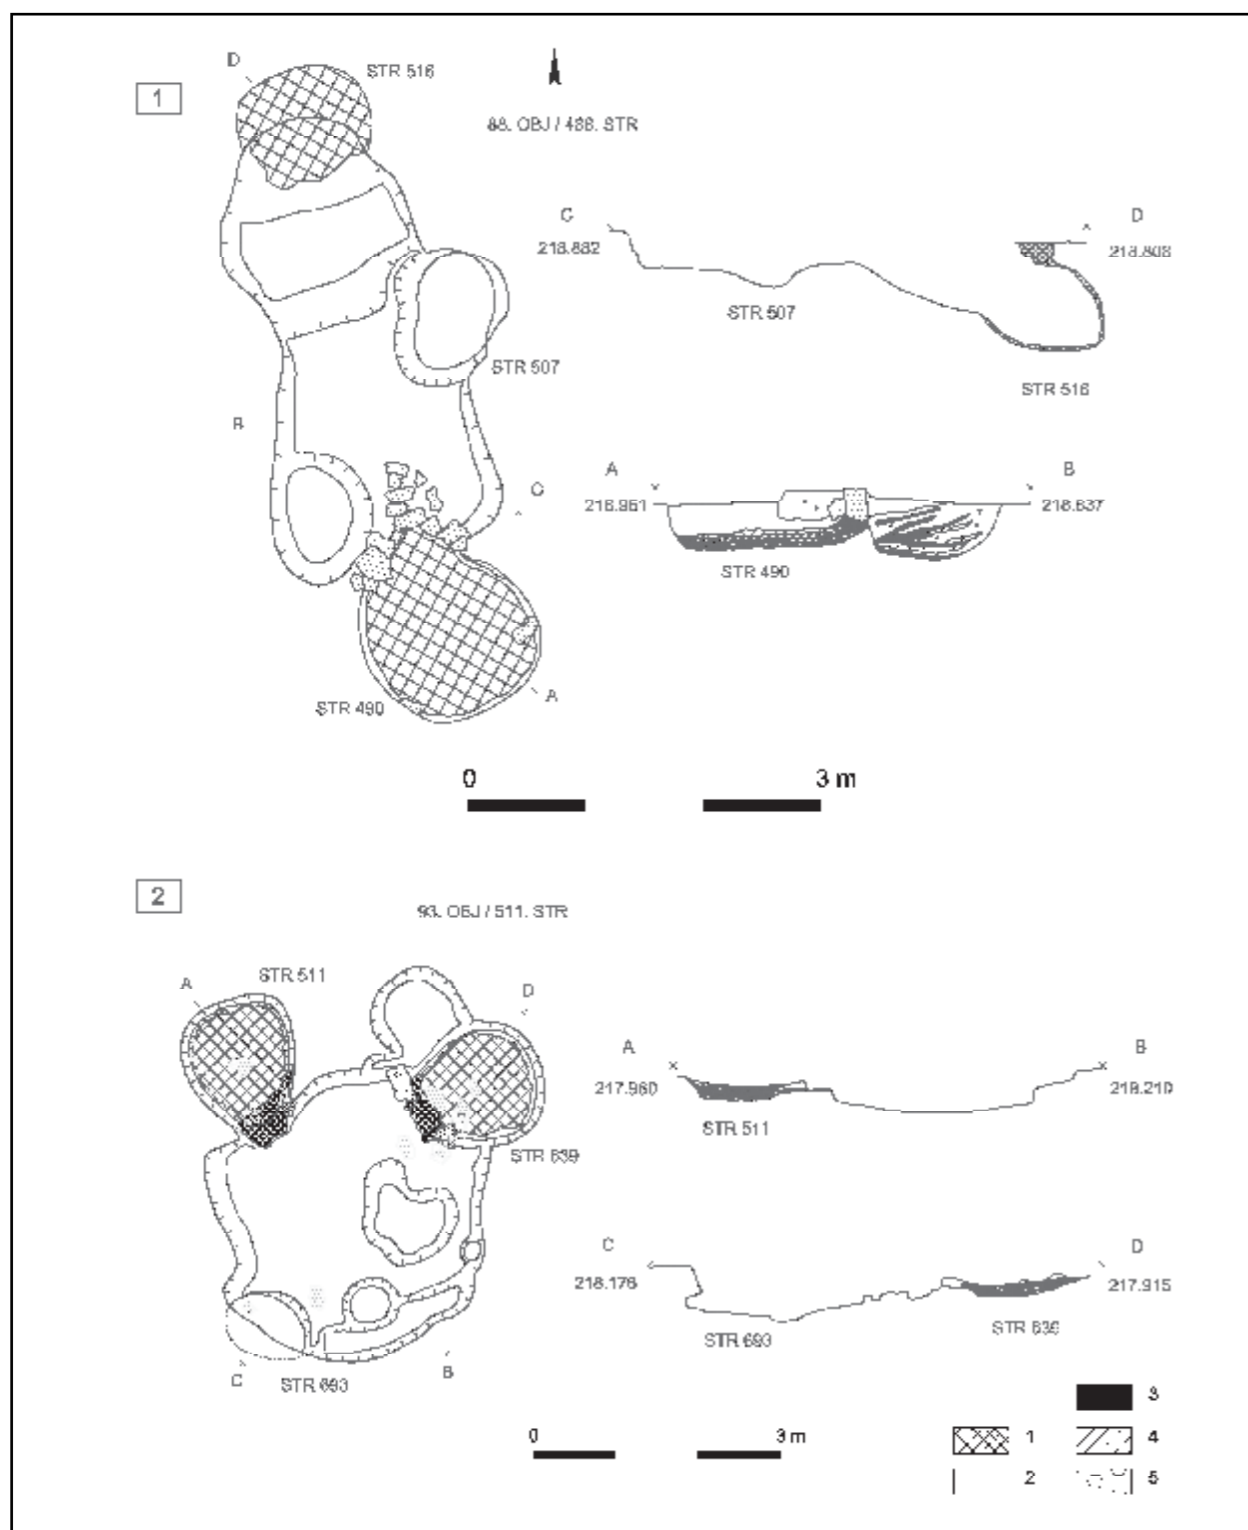 1
D
STR 516
88. OBJ / 486. STR
C
D
218.882
218.808
STR 507
STR 516
STR 507
B
C
A
B
218.951
218.837
STR 490
A
STR 490
0 3 m
2
93. OBJ / 511. STR
A
STR 511
D
A
B
217.960
218.210
STR 511
STR 639
C
D
218.176
217.915
STR 693
STR 639
C
B
STR 693
0 3 m
3
1
4
2
5